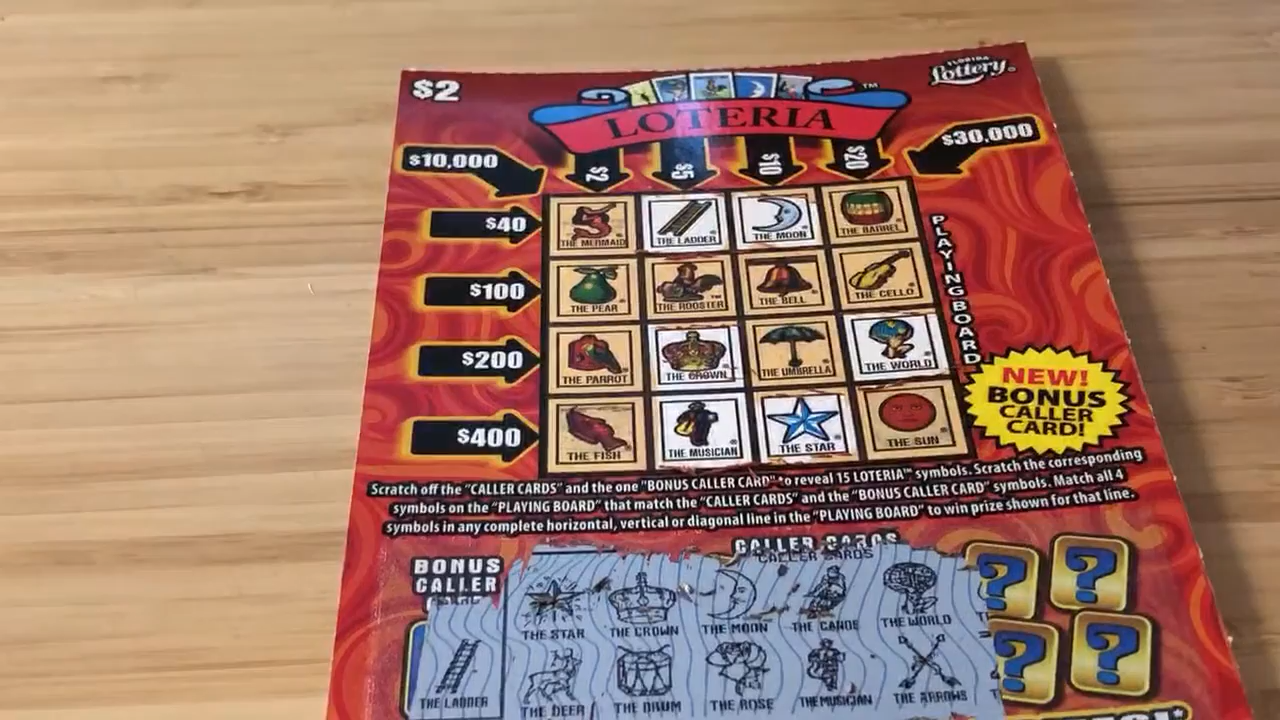 $2
FLORIDA
Lottery
LOTERIA™
$10,000
$2
$5
$10
$20
$30,000
$40
THE MERMAID
THE LADDER
THE MOON
THE BARREL
$100
THE PEAR
THE ROOSTER
THE BELL
THE CELLO
$200
THE PARROT
THE CROWN
THE UMBRELLA
THE WORLD
$400
THE FISH
THE MUSICIAN
THE STAR
THE SUN
PLAYING BOARD
NEW!
BONUS
CALLER
CARD!
Scratch off the "CALLER CARDS" and the one "BONUS CALLER CARD" to reveal 15 LOTERIA™ symbols. Scratch the corresponding
symbols on the "PLAYING BOARD" that match the "CALLER CARDS" and the "BONUS CALLER CARD" symbols. Match all 4
symbols in any complete horizontal, vertical or diagonal line in the "PLAYING BOARD" to win prize shown for that line.
CALLER CARDS
CALLER CARDS
BONUS
CALLER
THE LADDER
THE STAR
THE CROWN
THE MOON
THE CANOE
THE WORLD
THE DEER
THE DRUM
THE ROSE
THE MUSICIAN
THE ARROWS
? ?
? ?